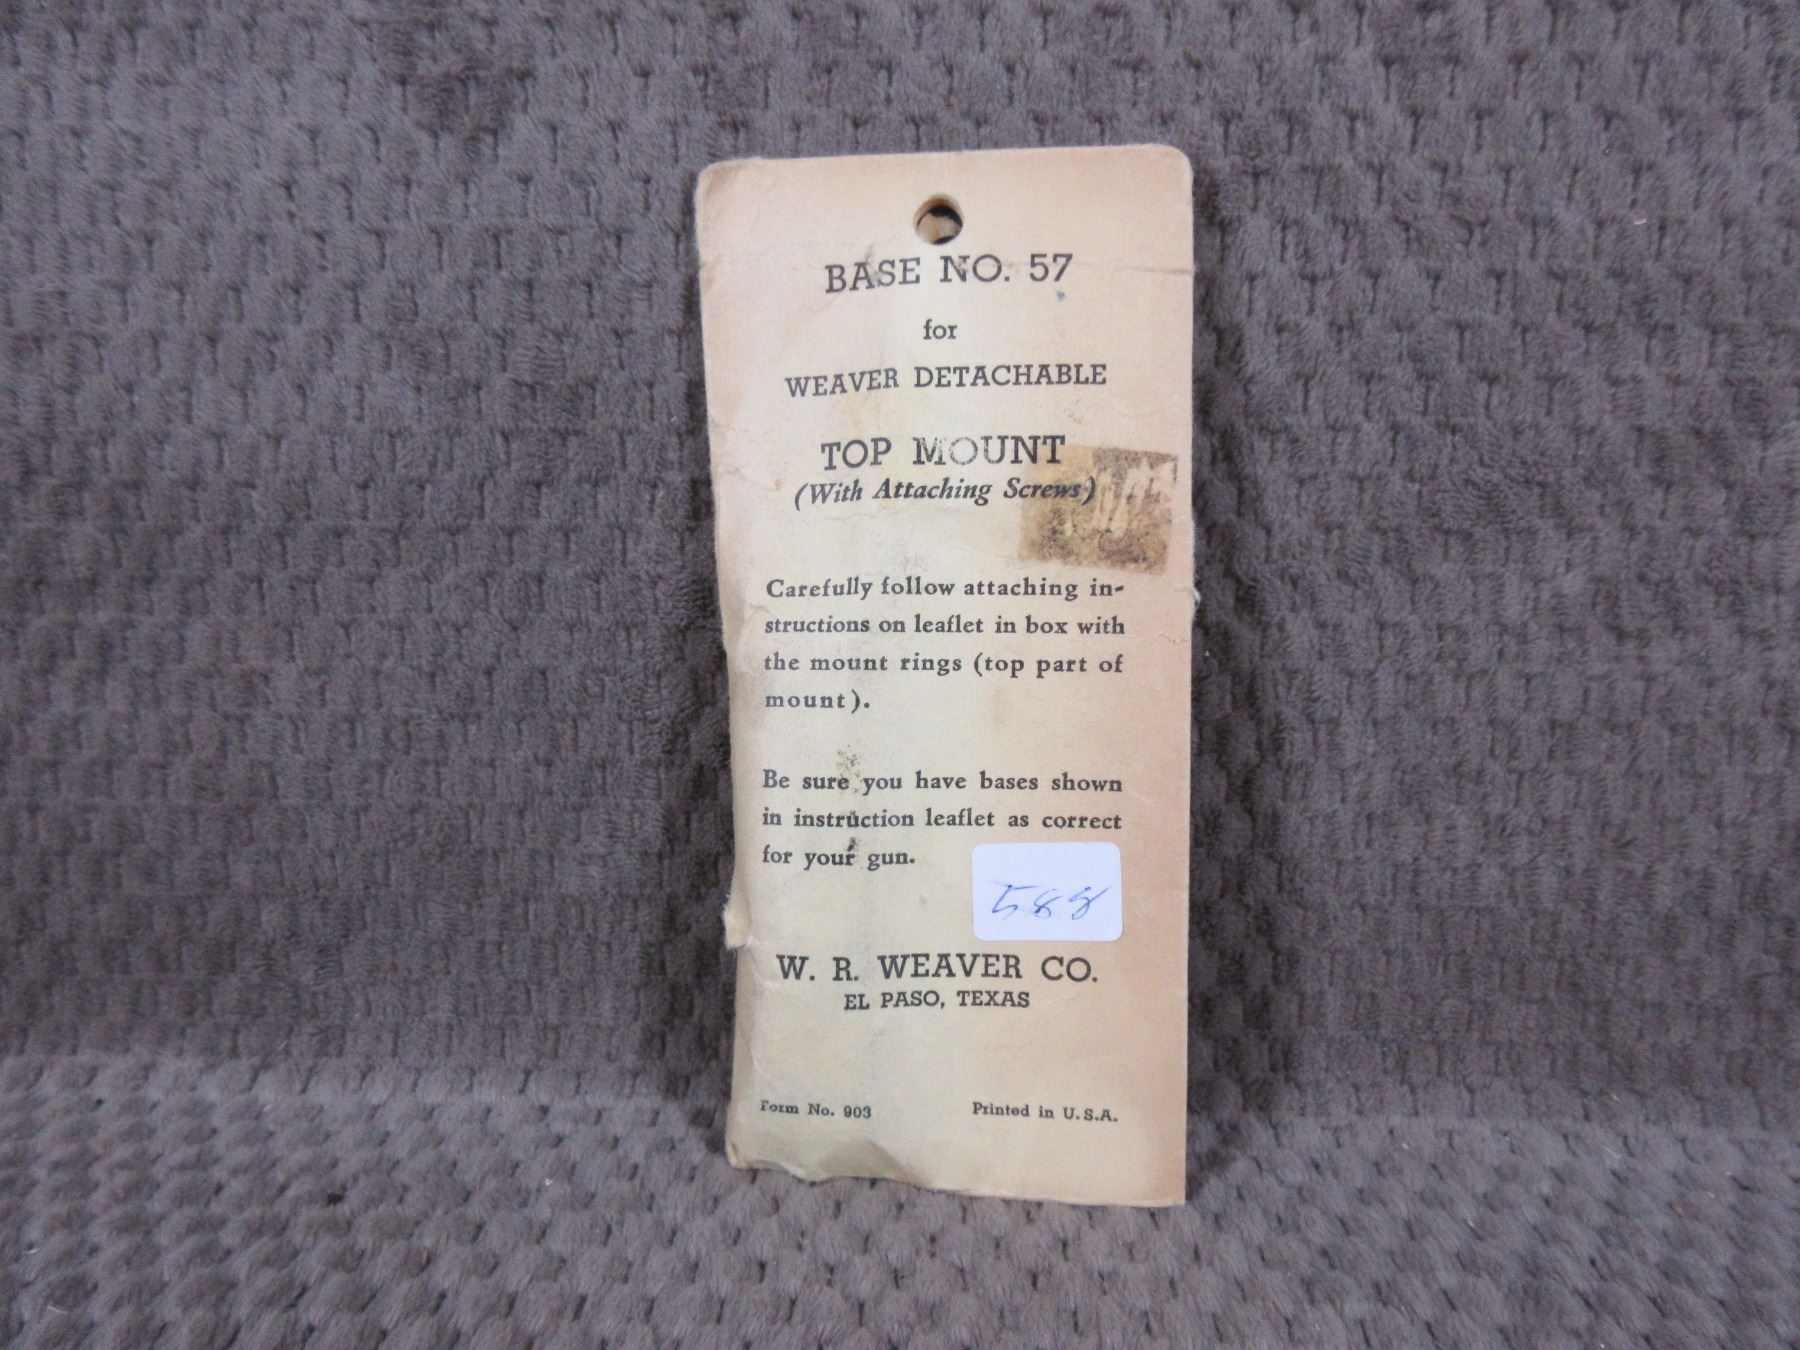 BASE NO. 57
for
WEAVER DETACHABLE
TOP MOUNT
(With Attaching Screws)
Carefully follow attaching in-
structions on leaflet in box with
the mount rings (top part of
mount).
Be sure you have bases shown
in instruction leaflet as correct
for your gun.
588
W. R. WEAVER CO.
EL PASO, TEXAS
Form No. 903 Printed in U.S.A.